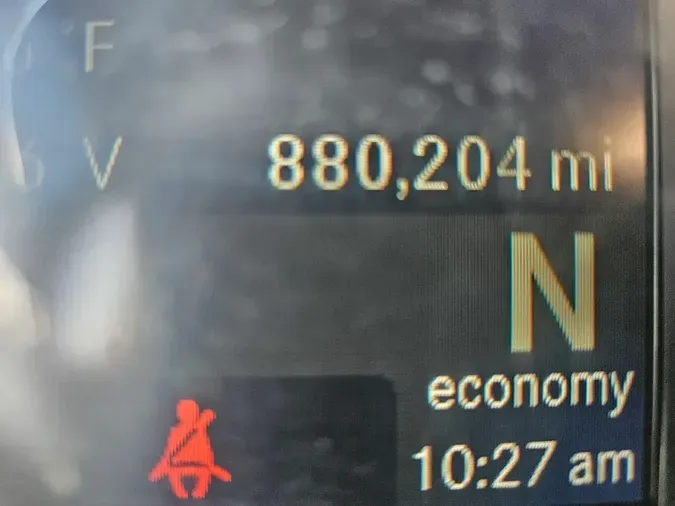 °F
V 880,204 mi
N
economy
10:27 am